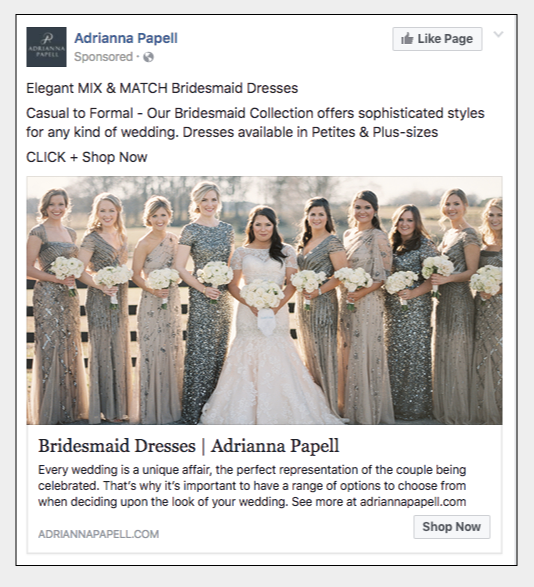 ADRIANNA
PAPELL
Adrianna Papell
Like Page
Sponsored ·
Elegant MIX & MATCH Bridesmaid Dresses
Casual to Formal - Our Bridesmaid Collection offers sophisticated styles
for any kind of wedding. Dresses available in Petites & Plus-sizes
CLICK + Shop Now
Bridesmaid Dresses | Adrianna Papell
Every wedding is a unique affair, the perfect representation of the couple being
celebrated. That's why it's important to have a range of options to choose from
when deciding upon the look of your wedding. See more at adriannapapell.com
ADRIANNAPAPELL.COM
Shop Now